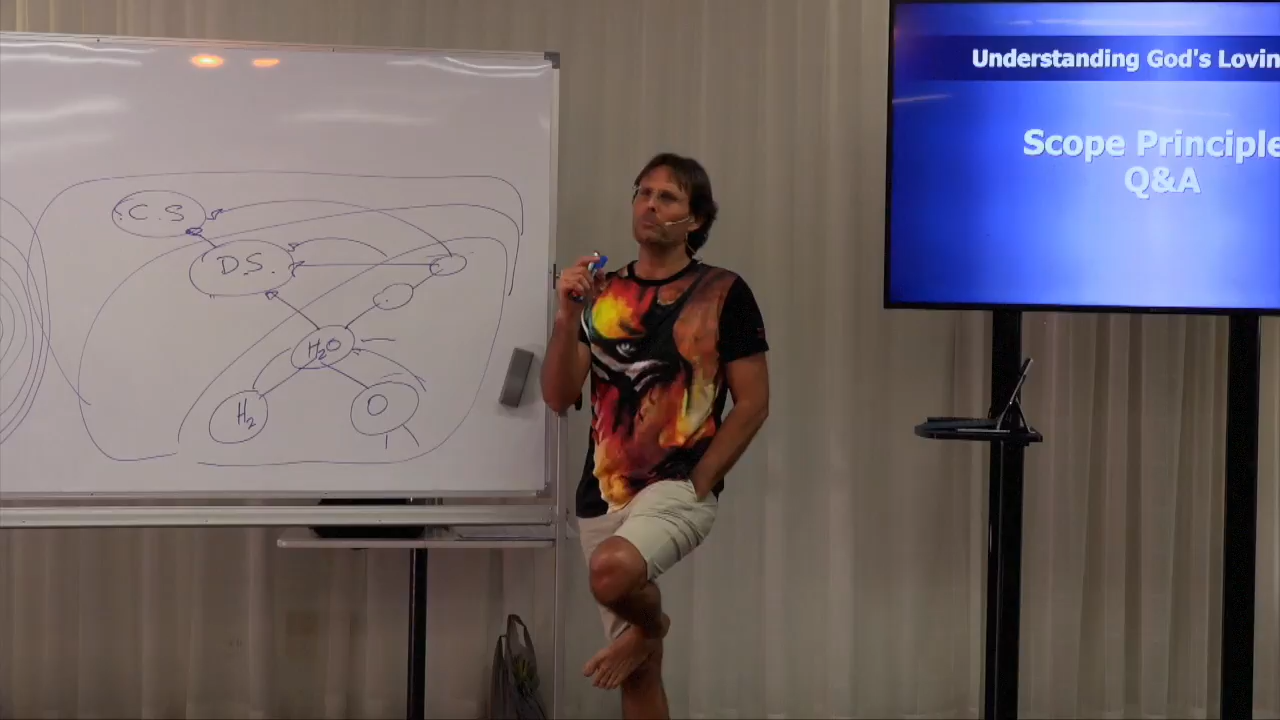 C.S
D.S.
H2O
H2
O
Understanding God's Lovin
Scope Principle
Q&A